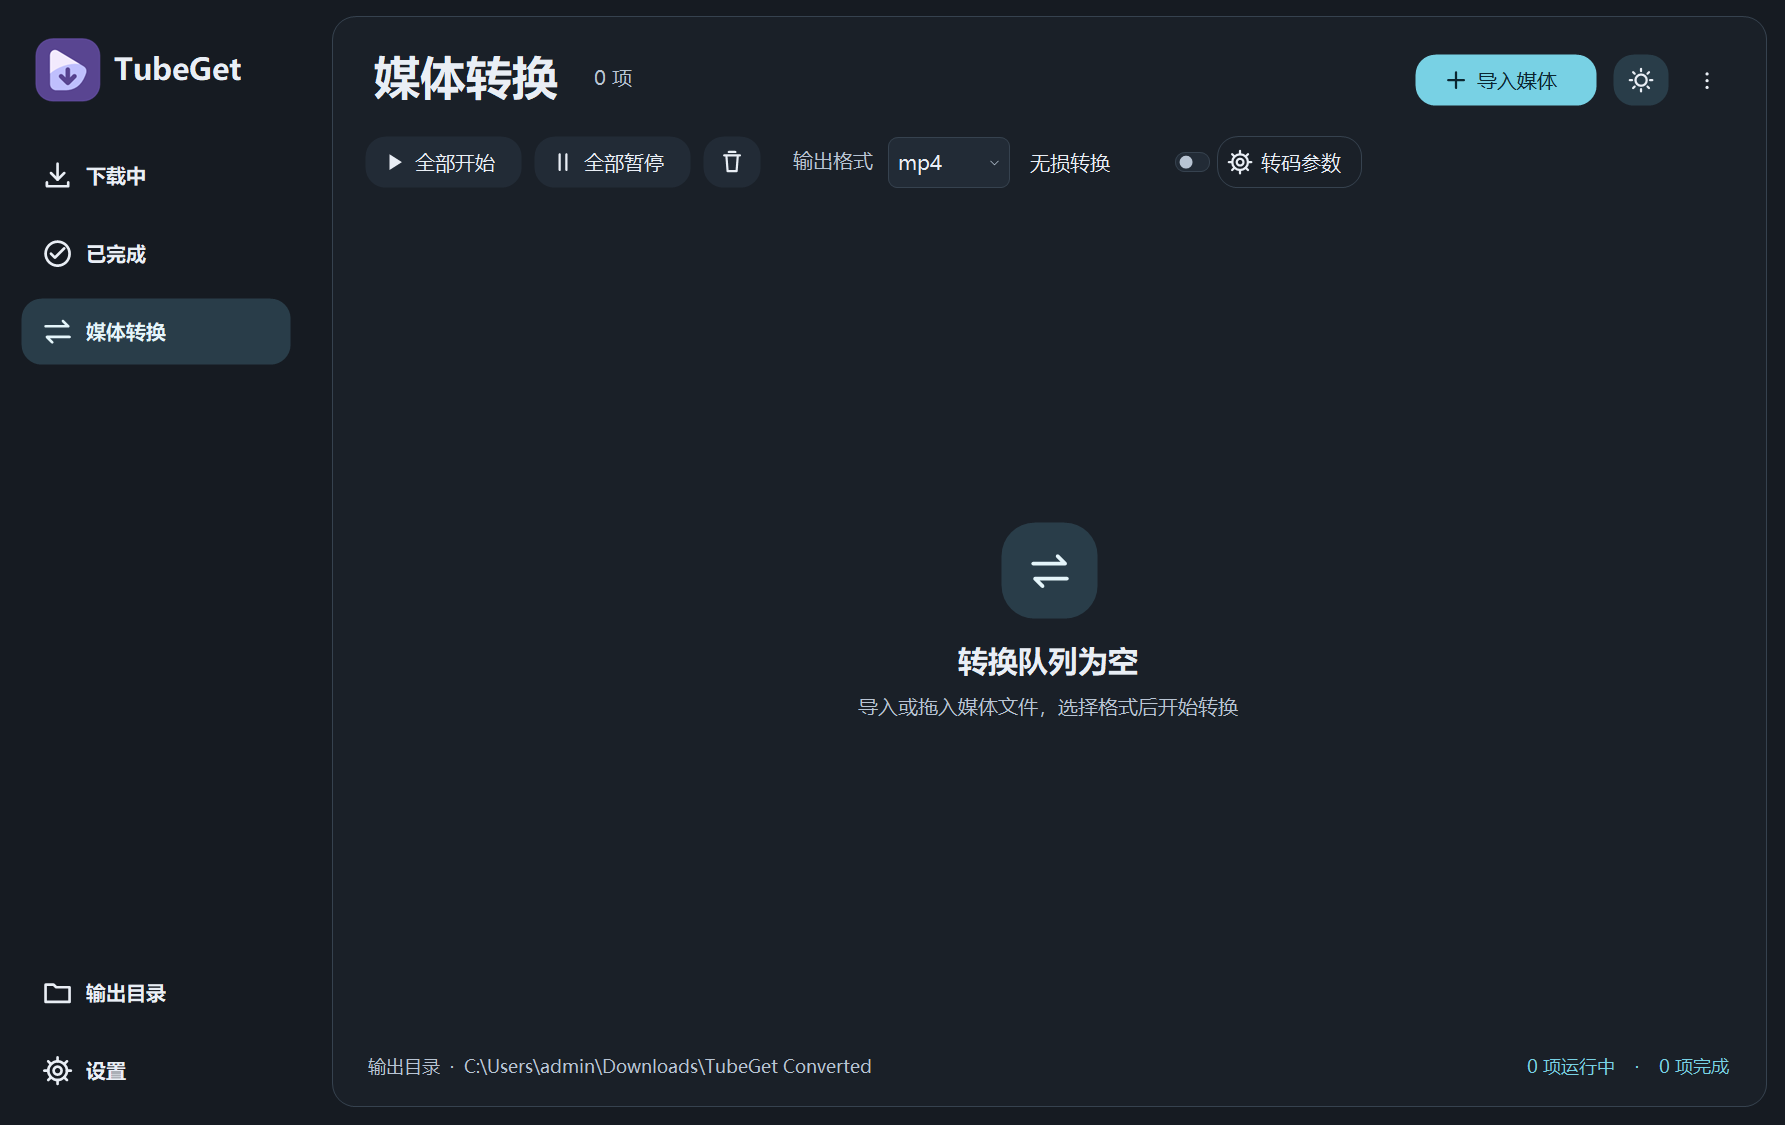 TubeGet
下载中
已完成
媒体转换
输出目录
设置
媒体转换 0 项
导入媒体
全部开始 全部暂停 输出格式 mp4 无损转换 转码参数
转换队列为空
导入或拖入媒体文件，选择格式后开始转换
输出目录 · C:\Users\admin\Downloads\TubeGet Converted
0 项运行中 · 0 项完成